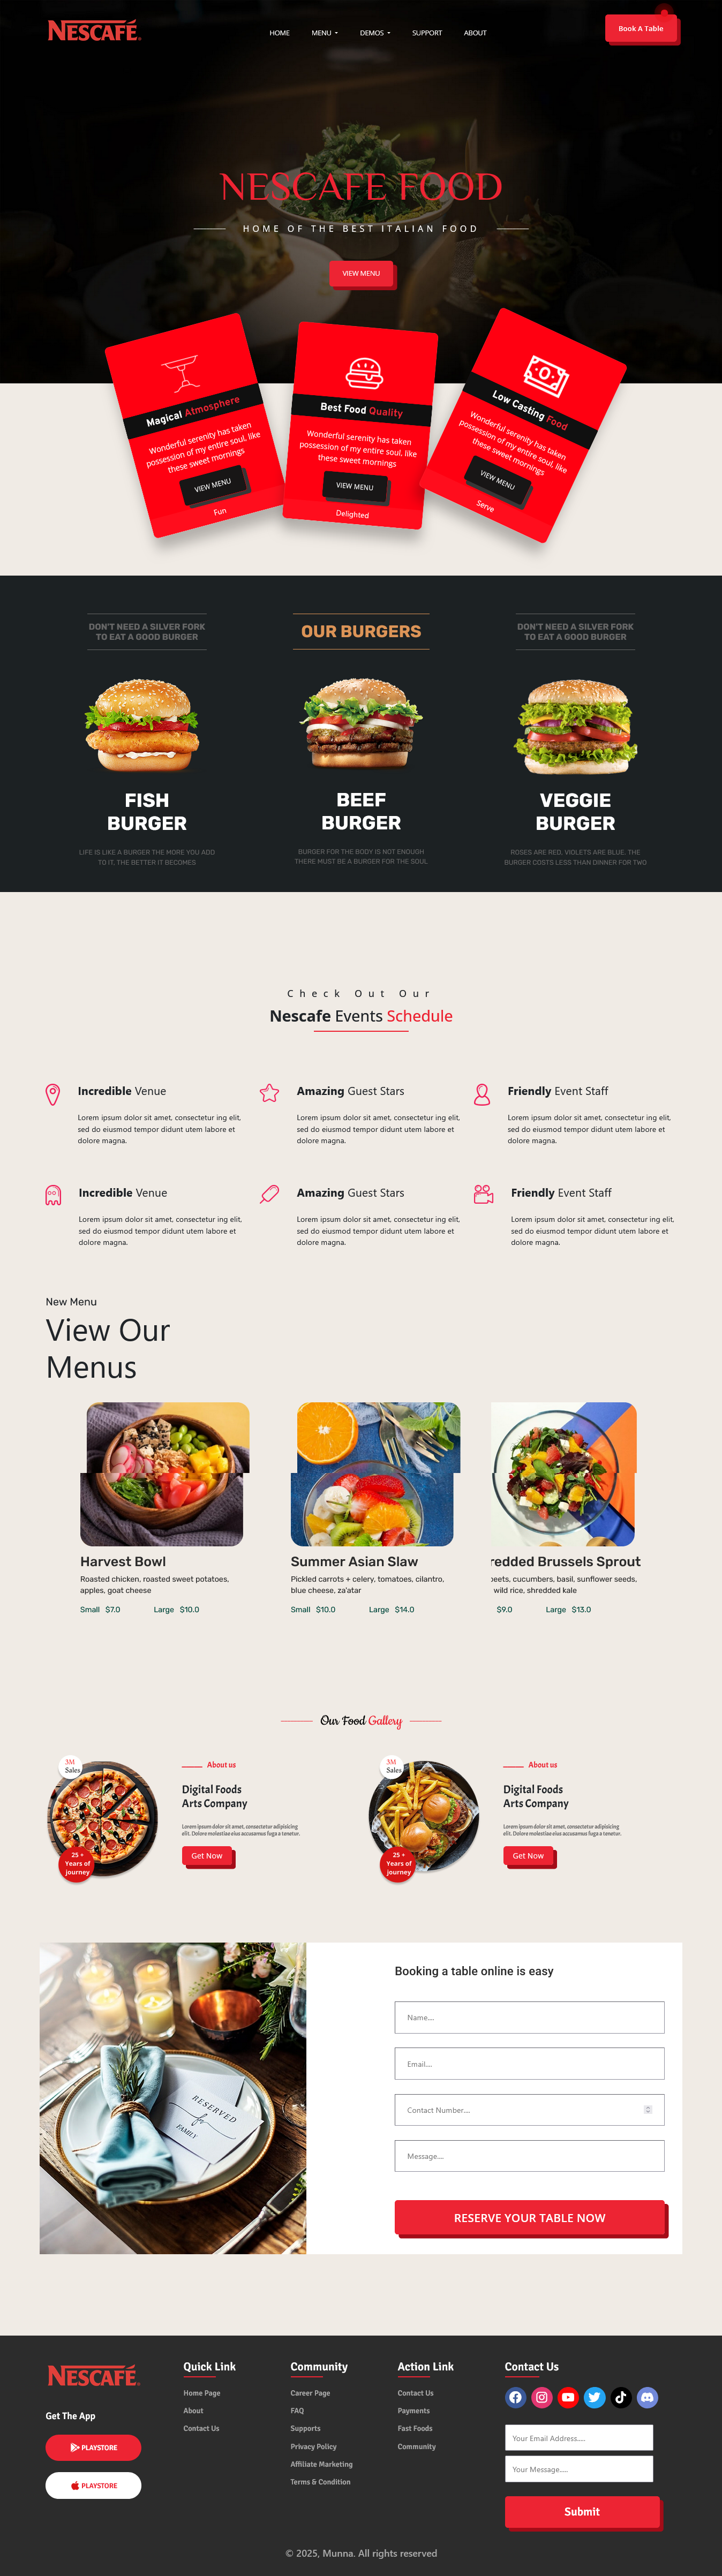 NESCAFÉ.
HOME MENU DEMOS SUPPORT ABOUT
Book A Table
NESCAFE FOOD
HOME OF THE BEST ITALIAN FOOD
VIEW MENU
Magical Atmosphere
Wonderful serenity has taken
possession of my entire soul, like
these sweet mornings
VIEW MENU
Fun
Best Food Quality
Wonderful serenity has taken
possession of my entire soul, like
these sweet mornings
VIEW MENU
Delighted
Low Casting Food
Wonderful serenity has taken
possession of my entire soul, like
these sweet mornings
VIEW MENU
Serve
DON'T NEED A SILVER FORK
TO EAT A GOOD BURGER
OUR BURGERS
DON'T NEED A SILVER FORK
TO EAT A GOOD BURGER
FISH
BURGER
LIFE IS LIKE A BURGER THE MORE YOU ADD
TO IT, THE BETTER IT BECOMES
BEEF
BURGER
BURGER FOR THE BODY IS NOT ENOUGH
THERE MUST BE A BURGER FOR THE SOUL
VEGGIE
BURGER
ROSES ARE RED, VIOLETS ARE BLUE, THE
BURGER COSTS LESS THAN DINNER FOR TWO
Check Out Our
Nescafe Events Schedule
Incredible Venue
Lorem ipsum dolor sit amet, consectetur ing elit,
sed do eiusmod tempor didunt utem labore et
dolore magna.
Amazing Guest Stars
Lorem ipsum dolor sit amet, consectetur ing elit,
sed do eiusmod tempor didunt utem labore et
dolore magna.
Friendly Event Staff
Lorem ipsum dolor sit amet, consectetur ing elit,
sed do eiusmod tempor didunt utem labore et
dolore magna.
Incredible Venue
Lorem ipsum dolor sit amet, consectetur ing elit,
sed do eiusmod tempor didunt utem labore et
dolore magna.
Amazing Guest Stars
Lorem ipsum dolor sit amet, consectetur ing elit,
sed do eiusmod tempor didunt utem labore et
dolore magna.
Friendly Event Staff
Lorem ipsum dolor sit amet, consectetur ing elit,
sed do eiusmod tempor didunt utem labore et
dolore magna.
New Menu
View Our
Menus
Harvest Bowl
Roasted chicken, roasted sweet potatoes,
apples, goat cheese
Small $7.0 Large $10.0
Summer Asian Slaw
Pickled carrots + celery, tomatoes, cilantro,
blue cheese, za'atar
Small $10.0 Large $14.0
redded Brussels Sprout
eets, cucumbers, basil, sunflower seeds,
wild rice, shredded kale
$9.0 Large $13.0
Our Food Gallery
3M
Sales
25 +
Years of
journey
About us
Digital Foods
Arts Company
Lorem ipsum dolor sit amet, consectetur adipisicing
elit. Dolore molestiae eius accusamus fuga a tenetur.
Get Now
3M
Sales
25 +
Years of
journey
About us
Digital Foods
Arts Company
Lorem ipsum dolor sit amet, consectetur adipisicing
elit. Dolore molestiae eius accusamus fuga a tenetur.
Get Now
RESERVED
for
FAMILY
Booking a table online is easy
Name....
Email....
Contact Number....
Message....
RESERVE YOUR TABLE NOW
NESCAFÉ.
Get The App
PLAYSTORE
PLAYSTORE
Quick Link
Home Page
About
Contact Us
Community
Career Page
FAQ
Supports
Privacy Policy
Affiliate Marketing
Terms & Condition
Action Link
Contact Us
Payments
Fast Foods
Community
Contact Us
Your Email Address.....
Your Message.....
Submit
© 2025, Munna. All rights reserved